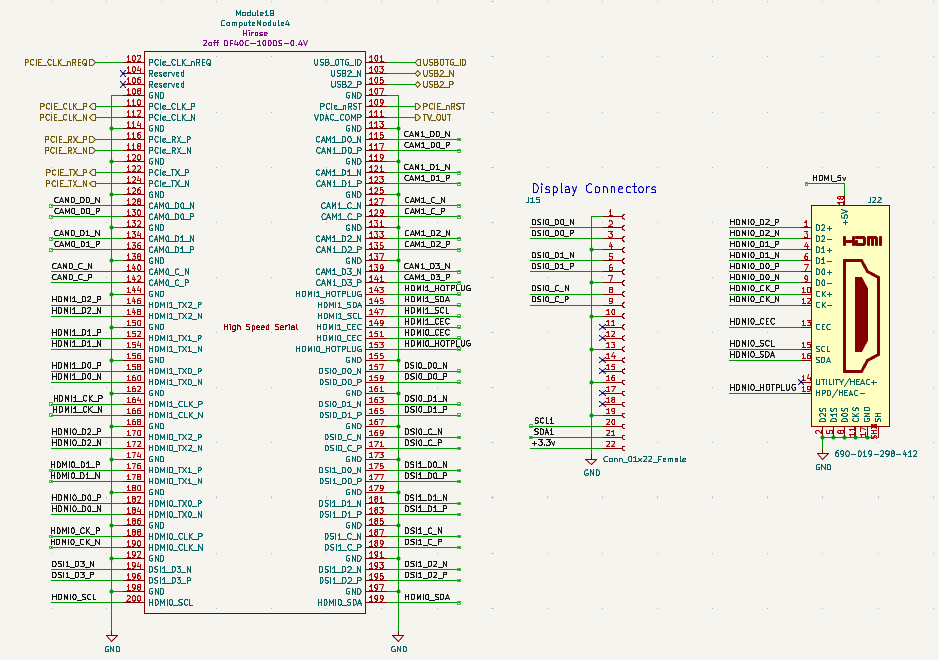 Module1B
ComputeModule4
Hirose
2off DF40C-100DS-0.4V
PCIE_CLK_nREQ 102 PCIe_CLK_nREQ USB_OTG_ID 101 USBOTG_ID
104 Reserved USB2_N 103 USB2_N
106 Reserved USB2_P 105 USB2_P
108 GND GND 107
PCIE_CLK_P 110 PCIe_CLK_P PCIe_nRST 109 PCIE_nRST
PCIE_CLK_N 112 PCIe_CLK_N VDAC_COMP 111 TV_OUT
114 GND GND 113
PCIE_RX_P 116 PCIe_RX_P CAM1_D0_N 115 CAM1_D0_N
PCIE_RX_N 118 PCIe_RX_N CAM1_D0_P 117 CAM1_D0_P
120 GND GND 119
PCIE_TX_P 122 PCIe_TX_P CAM1_D1_N 121 CAM1_D1_N
PCIE_TX_N 124 PCIe_TX_N CAM1_D1_P 123 CAM1_D1_P
126 GND GND 125
CAM0_D0_N 128 CAM0_D0_N CAM1_C_N 127 CAM1_C_N
CAM0_D0_P 130 CAM0_D0_P CAM1_C_P 129 CAM1_C_P
132 GND GND 131
CAM0_D1_N 134 CAM0_D1_N CAM1_D2_N 133 CAM1_D2_N
CAM0_D1_P 136 CAM0_D1_P CAM1_D2_P 135 CAM1_D2_P
138 GND GND 137
CAM0_C_N 140 CAM0_C_N CAM1_D3_N 139 CAM1_D3_N
CAM0_C_P 142 CAM0_C_P CAM1_D3_P 141 CAM1_D3_P
144 GND HDMI1_HOTPLUG 143 HDMI1_HOTPLUG
HDMI1_D2_P 146 HDMI1_TX2_P HDMI1_SDA 145 HDMI1_SDA
HDMI1_D2_N 148 HDMI1_TX2_N HDMI1_SCL 147 HDMI1_SCL
150 GND High Speed Serial HDMI1_CEC 149 HDMI1_CEC
HDMI1_D1_P 152 HDMI1_TX1_P HDMI0_CEC 151 HDMI0_CEC
HDMI1_D1_N 154 HDMI1_TX1_N HDMI0_HOTPLUG 153 HDMI0_HOTPLUG
156 GND GND 155
HDMI1_D0_P 158 HDMI1_TX0_P DSI0_D0_N 157 DSI0_D0_N
HDMI1_D0_N 160 HDMI1_TX0_N DSI0_D0_P 159 DSI0_D0_P
162 GND GND 161
HDMI1_CK_P 164 HDMI1_CLK_P DSI0_D1_N 163 DSI0_D1_N
HDMI1_CK_N 166 HDMI1_CLK_N DSI0_D1_P 165 DSI0_D1_P
168 GND GND 167
HDMI0_D2_P 170 HDMI0_TX2_P DSI0_C_N 169 DSI0_C_N
HDMI0_D2_N 172 HDMI0_TX2_N DSI0_C_P 171 DSI0_C_P
174 GND GND 173
HDMI0_D1_P 176 HDMI0_TX1_P DSI1_D0_N 175 DSI1_D0_N
HDMI0_D1_N 178 HDMI0_TX1_N DSI1_D0_P 177 DSI1_D0_P
180 GND GND 179
HDMI0_D0_P 182 HDMI0_TX0_P DSI1_D1_N 181 DSI1_D1_N
HDMI0_D0_N 184 HDMI0_TX0_N DSI1_D1_P 183 DSI1_D1_P
186 GND GND 185
HDMI0_CK_P 188 HDMI0_CLK_P DSI1_C_N 187 DSI1_C_N
HDMI0_CK_N 190 HDMI0_CLK_N DSI1_C_P 189 DSI1_C_P
192 GND GND 191
DSI1_D3_N 194 DSI1_D3_N DSI1_D2_N 193 DSI1_D2_N
DSI1_D3_P 196 DSI1_D3_P DSI1_D2_P 195 DSI1_D2_P
198 GND GND 197
HDMI0_SCL 200 HDMI0_SCL HDMI0_SDA 199 HDMI0_SDA
GND GND
Display Connectors
J15
1
DSI0_D0_N 2
DSI0_D0_P 3
4
DSI0_D1_N 5
DSI0_D1_P 6
7
DSI0_C_N 8
DSI0_C_P 9
10
11
12
13
14
15
16
17
18
19
SCL1 20
SDA1 21
+3.3v 22
Conn_01x22_Female
GND
HDMI_5v
J22
18 +5V
HDMI0_D2_P 1 D2+
HDMI0_D2_N 3 D2-
HDMI0_D1_P 4 D1+
HDMI0_D1_N 6 D1-
HDMI0_D0_P 7 D0+
HDMI0_D0_N 9 D0-
HDMI0_CK_P 10 CK+
HDMI0_CK_N 12 CK-
HDMI
HDMI0_CEC 13 CEC
HDMI0_SCL 15 SCL
HDMI0_SDA 16 SDA
14 UTILITY/HEAC+
HDMI0_HOTPLUG 19 HPD/HEAC-
D2S D1S D0S CKS GND SH
2 5 8 11 17 SH
690-019-298-412
GND